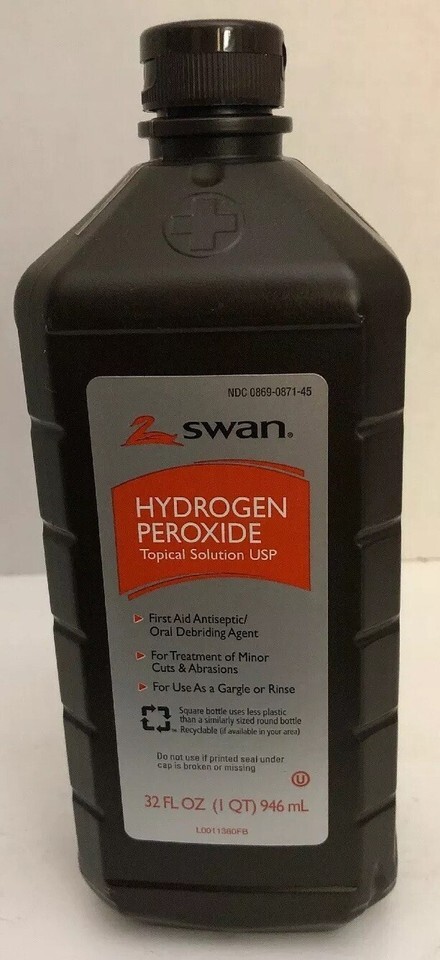 NDC 0869-0871-45
swan®
HYDROGEN
PEROXIDE
Topical Solution USP
First Aid Antiseptic/
Oral Debriding Agent
For Treatment of Minor
Cuts & Abrasions
For Use As a Gargle or Rinse
Square bottle uses less plastic
than a similarly sized round bottle
Recyclable (if available in your area)
Do not use if printed seal under
cap is broken or missing
U
32 FL OZ (1 QT) 946 mL
L0011380FB